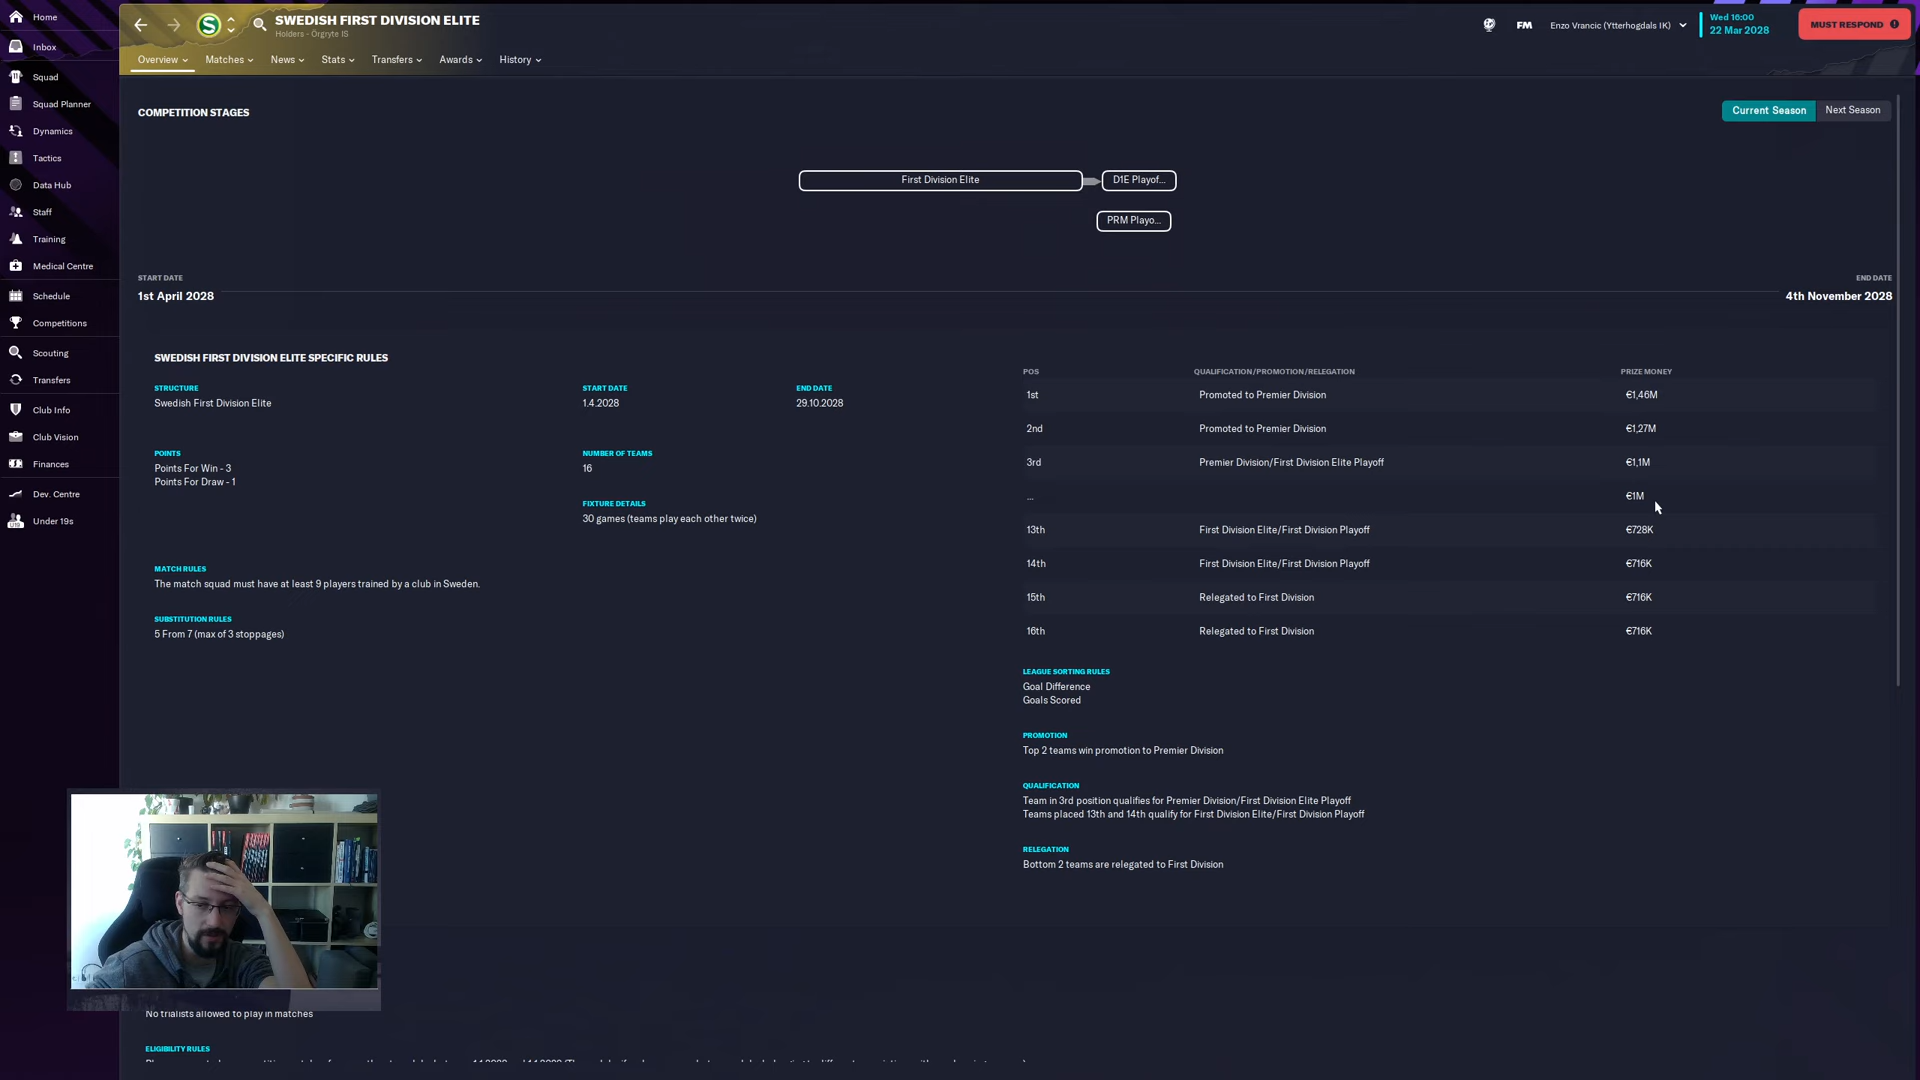 Home
Inbox
Squad
Squad Planner
Dynamics
Tactics
Data Hub
Staff
Training
Medical Centre
Schedule
Competitions
Scouting
Transfers
Club Info
Club Vision
Finances
Dev. Centre
Under 19s
SWEDISH FIRST DIVISION ELITE
Holders - Örgryte IS
FM
Enzo Vrancic (Ytterhogdals IK)
Wed 16:00
22 Mar 2028
MUST RESPOND
Overview Matches News Stats Transfers Awards History
COMPETITION STAGES
Current Season Next Season
First Division Elite
D1E Playof...
PRM Playo...
START DATE
1st April 2028
END DATE
4th November 2028
SWEDISH FIRST DIVISION ELITE SPECIFIC RULES
STRUCTURE
Swedish First Division Elite
START DATE
1.4.2028
END DATE
29.10.2028
POINTS
Points For Win - 3
Points For Draw - 1
NUMBER OF TEAMS
16
FIXTURE DETAILS
30 games (teams play each other twice)
MATCH RULES
The match squad must have at least 9 players trained by a club in Sweden.
SUBSTITUTION RULES
5 From 7 (max of 3 stoppages)
POS QUALIFICATION/PROMOTION/RELEGATION PRIZE MONEY
1st Promoted to Premier Division €1,46M
2nd Promoted to Premier Division €1,27M
3rd Premier Division/First Division Elite Playoff €1,1M
... €1M
13th First Division Elite/First Division Playoff €728K
14th First Division Elite/First Division Playoff €716K
15th Relegated to First Division €716K
16th Relegated to First Division €716K
LEAGUE SORTING RULES
Goal Difference
Goals Scored
PROMOTION
Top 2 teams win promotion to Premier Division
QUALIFICATION
Team in 3rd position qualifies for Premier Division/First Division Elite Playoff
Teams placed 13th and 14th qualify for First Division Elite/First Division Playoff
RELEGATION
Bottom 2 teams are relegated to First Division
No trialists allowed to play in matches
ELIGIBILITY RULES